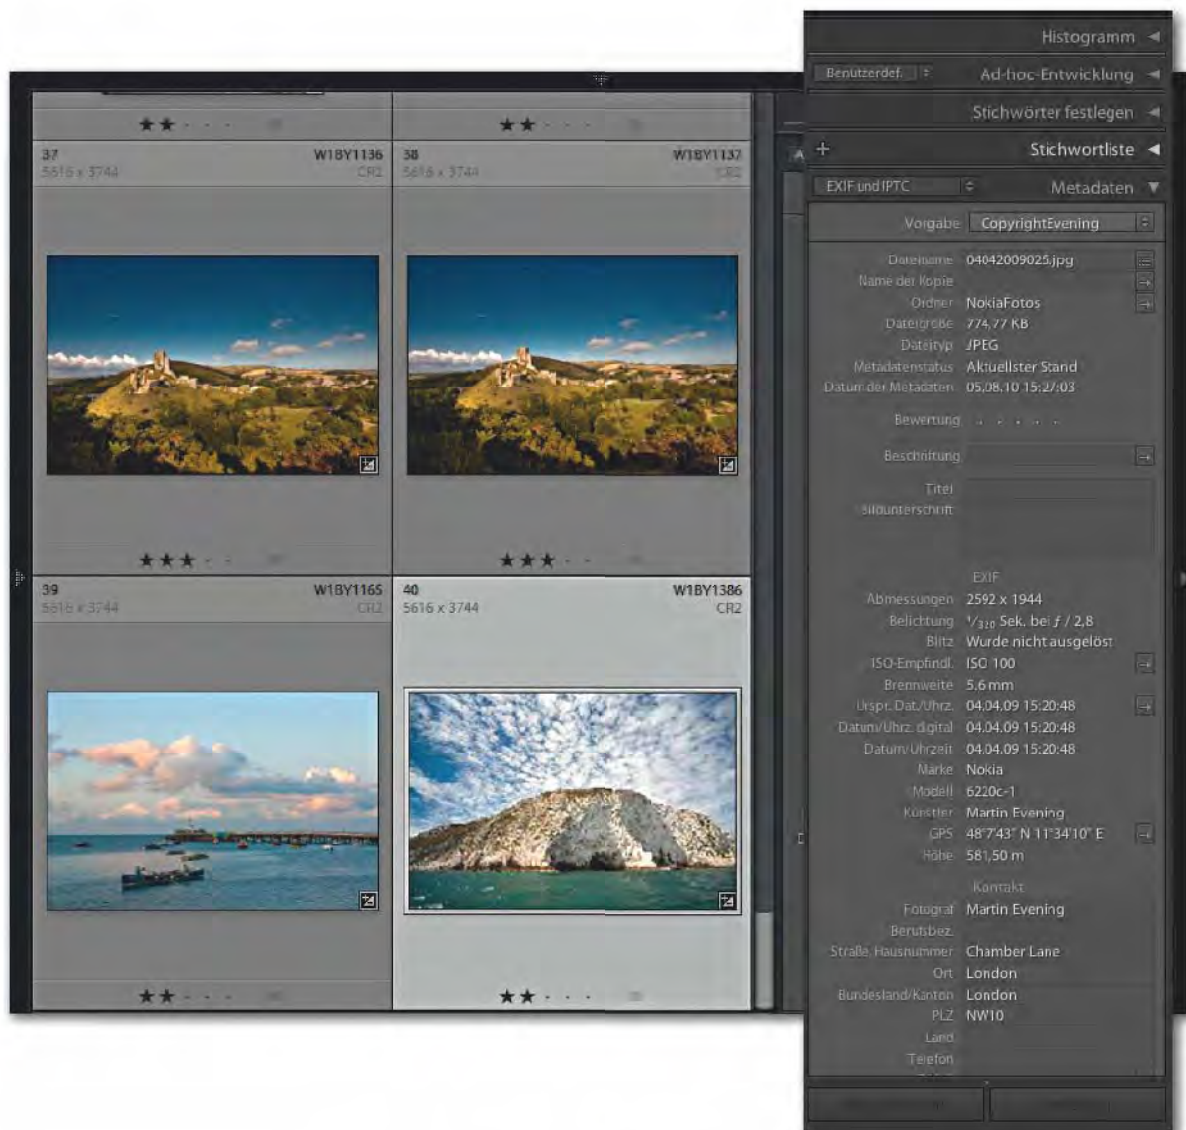 37 W1BY1136
5616 x 3744 CR2
38 W1BY1137
5616 x 3744 CR2
39 W1BY1165
5616 x 3744 CR2
40 W1BY1386
5616 x 3744 CR2
Histogramm
Benutzerdef. Ad-hoc-Entwicklung
Stichwörter festlegen
+ Stichwortliste
EXIF und IPTC Metadaten
Vorgabe CopyrightEvening
Dateiname 04042009025.jpg
Name der Kopie
Ordner NokiaFotos
Dateigröße 774,77 KB
Dateityp JPEG
Metadatenstatus Aktuellster Stand
Datum der Metadaten 05.08.10 15:27:03
Bewertung
Beschriftung
Titel
Bildunterschrift
EXIF
Abmessungen 2592 x 1944
Belichtung 1/320 Sek. bei ƒ / 2,8
Blitz Wurde nicht ausgelöst
ISO-Empfindl. ISO 100
Brennweite 5.6 mm
Urspr. Dat./Uhrz. 04.04.09 15:20:48
Datum/Uhrz. digital 04.04.09 15:20:48
Datum/Uhrzeit 04.04.09 15:20:48
Marke Nokia
Modell 6220c-1
Künstler Martin Evening
GPS 48°7'43" N 11°34'10" E
Höhe 581,50 m
Kontakt
Fotograf Martin Evening
Berufsbez.
Straße, Hausnummer Chamber Lane
Ort London
Bundesland/Kanton London
PLZ NW10
Land
Telefon